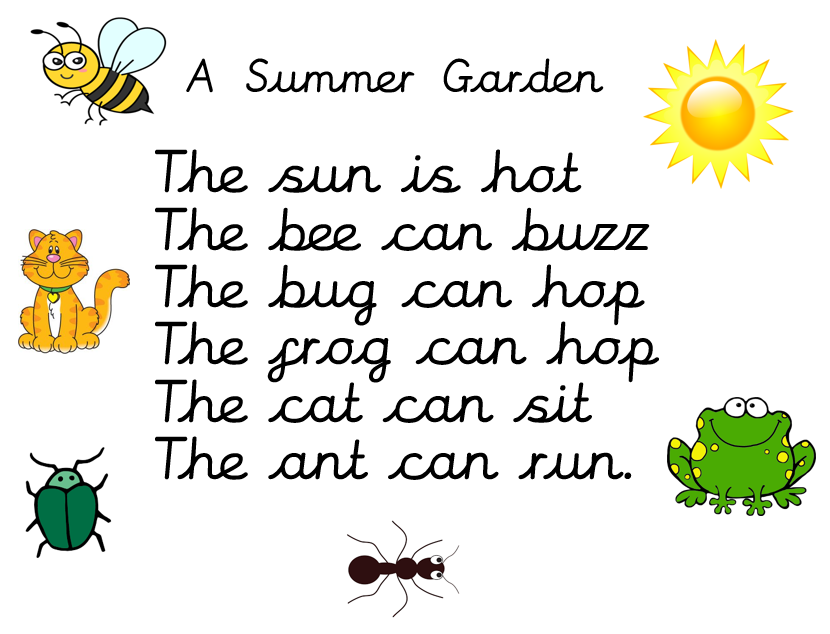 A Summer Garden
The sun is hot
The bee can buzz
The bug can hop
The frog can hop
The cat can sit
The ant can run.